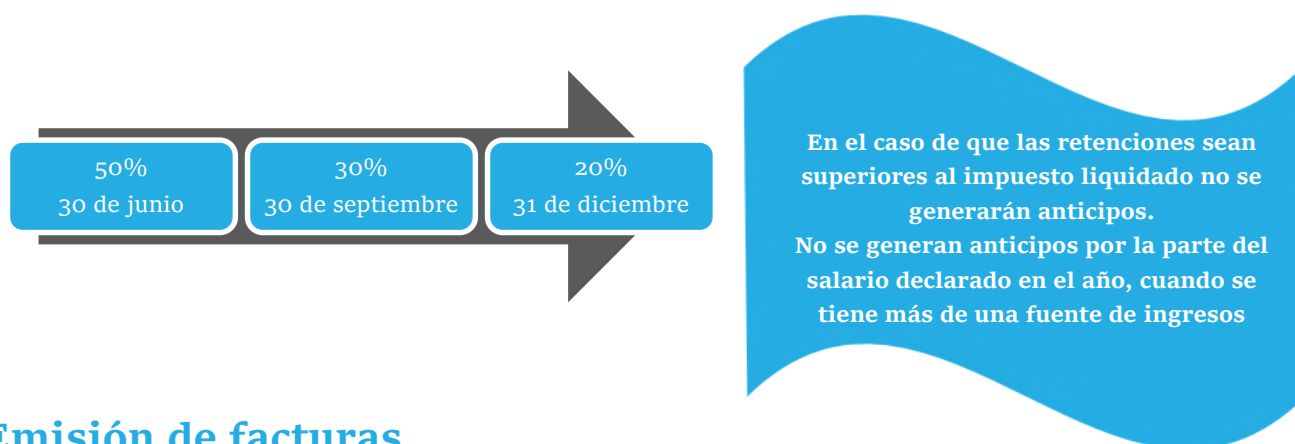 50%
30 de junio
30%
30 de septiembre
20%
31 de diciembre
En el caso de que las retenciones sean
superiores al impuesto liquidado no se
generarán anticipos.
No se generan anticipos por la parte del
salario declarado en el año, cuando se
tiene más de una fuente de ingresos
Emisión de facturas